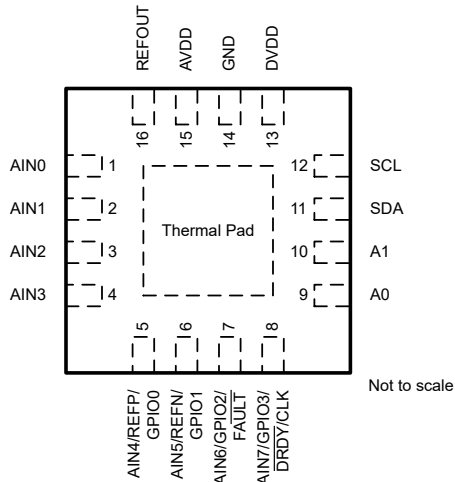 REFOUT
AVDD
GND
DVDD
16
15
14
13
AIN0
1
12
SCL
AIN1
2
11
SDA
AIN2
3
10
A1
AIN3
4
9
A0
Thermal Pad
5
6
7
8
AIN4/REFP/
GPIO0
AIN5/REFN/
GPIO1
AIN6/GPIO2/
FAULT
AIN7/GPIO3/
DRDY/CLK
Not to scale